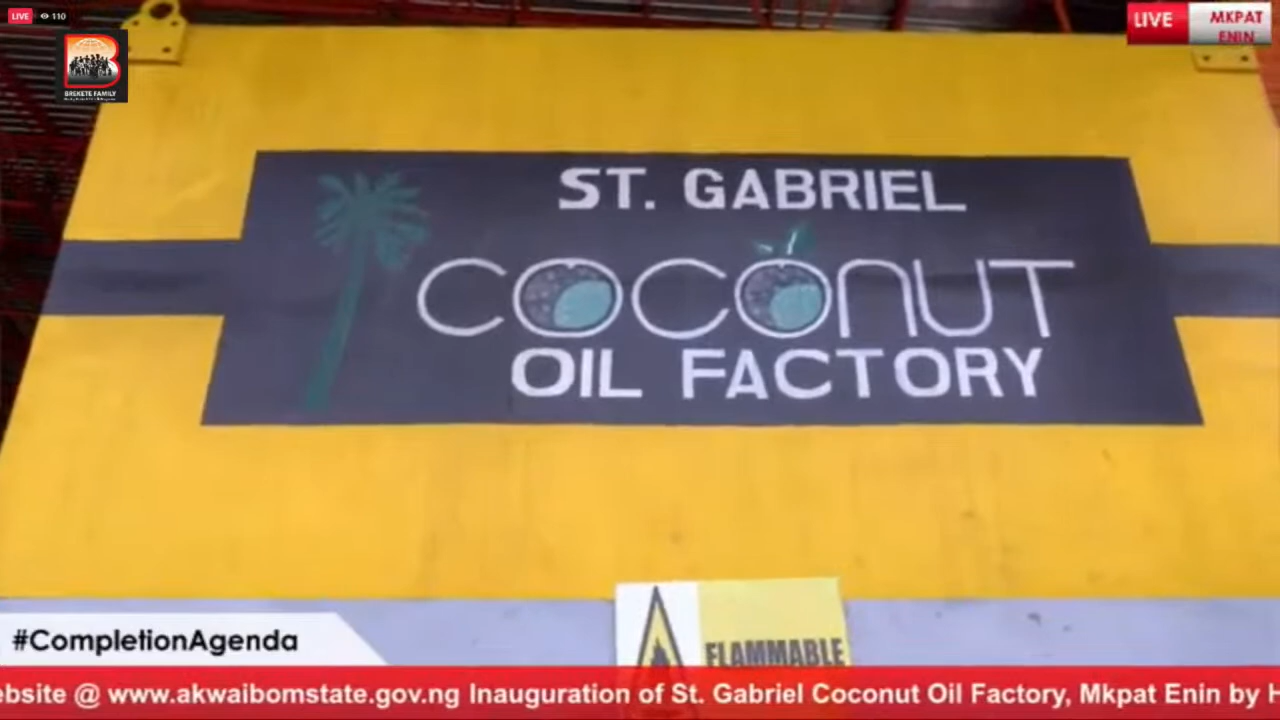 LIVE 110
BREKETE FAMILY
LIVE MKPAT
ENIN
ST. GABRIEL
COCONUT
OIL FACTORY
FLAMMABLE
#CompletionAgenda
ebsite @ www.akwaibomstate.gov.ng Inauguration of St. Gabriel Coconut Oil Factory, Mkpat Enin by H